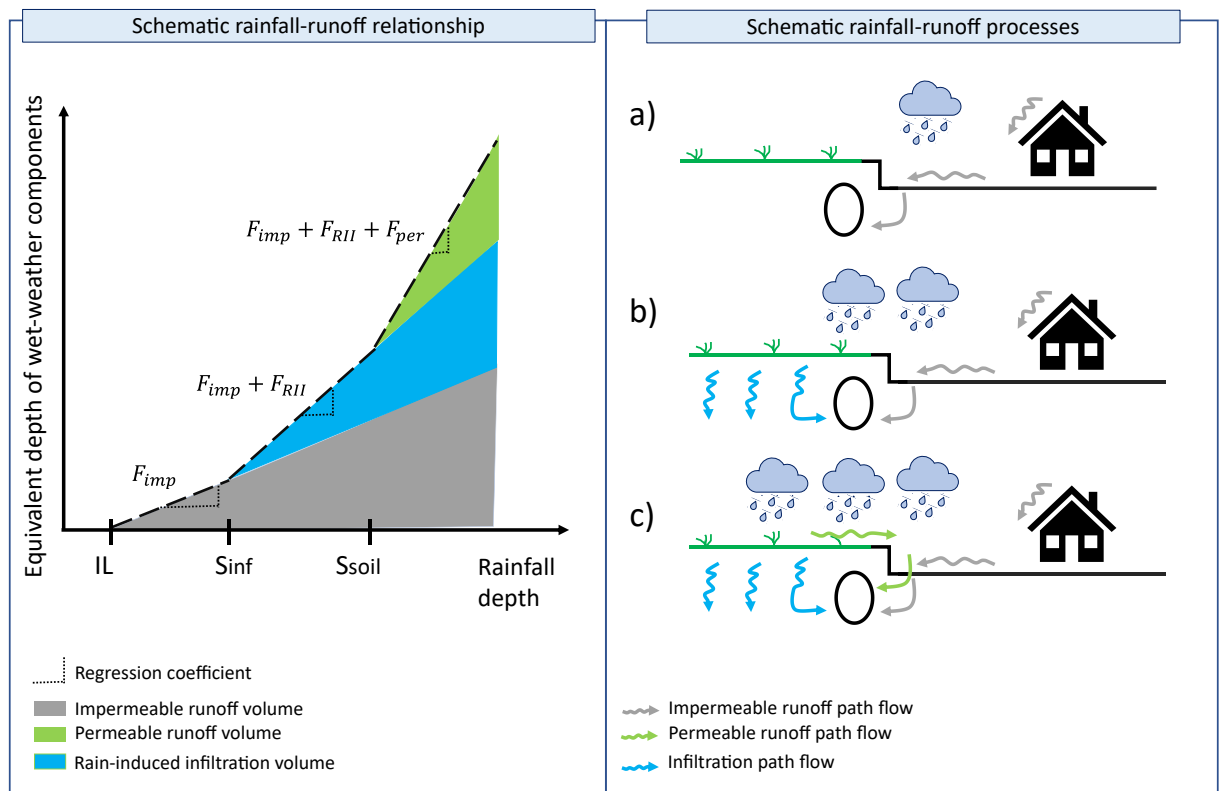 Schematic rainfall-runoff relationship
Equivalent depth of wet-weather components
F_imp + F_RII + F_per
F_imp + F_RII
F_imp
IL
Sinf
Ssoil
Rainfall
depth
Regression coefficient
Impermeable runoff volume
Permeable runoff volume
Rain-induced infiltration volume
Schematic rainfall-runoff processes
a)
b)
c)
Impermeable runoff path flow
Permeable runoff path flow
Infiltration path flow